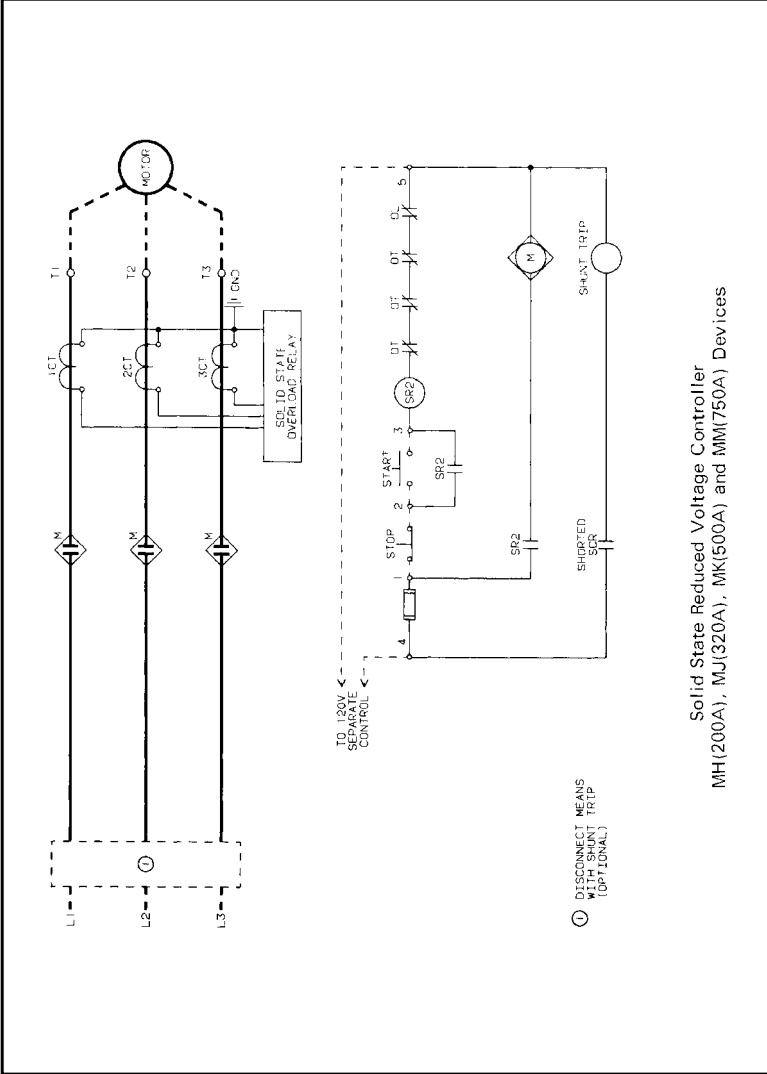 MOTOR
T1
T2
T3
GND
1CT
2CT
3CT
SOLID STATE
OVERLOAD RELAY
M
M
M
L1
L2
L3
1
TO 120V
SEPARATE
CONTROL
4
1
STOP
2
START
3
SR2
SR2
OT
OT
OT
OL
5
SR2
M
SHORTED
SCR
SHUNT TRIP
1 DISCONNECT MEANS
WITH SHUNT TRIP
(OPTIONAL)
Solid State Reduced Voltage Controller
MH(200A), MJ(320A), MK(500A) and MM(750A) Devices